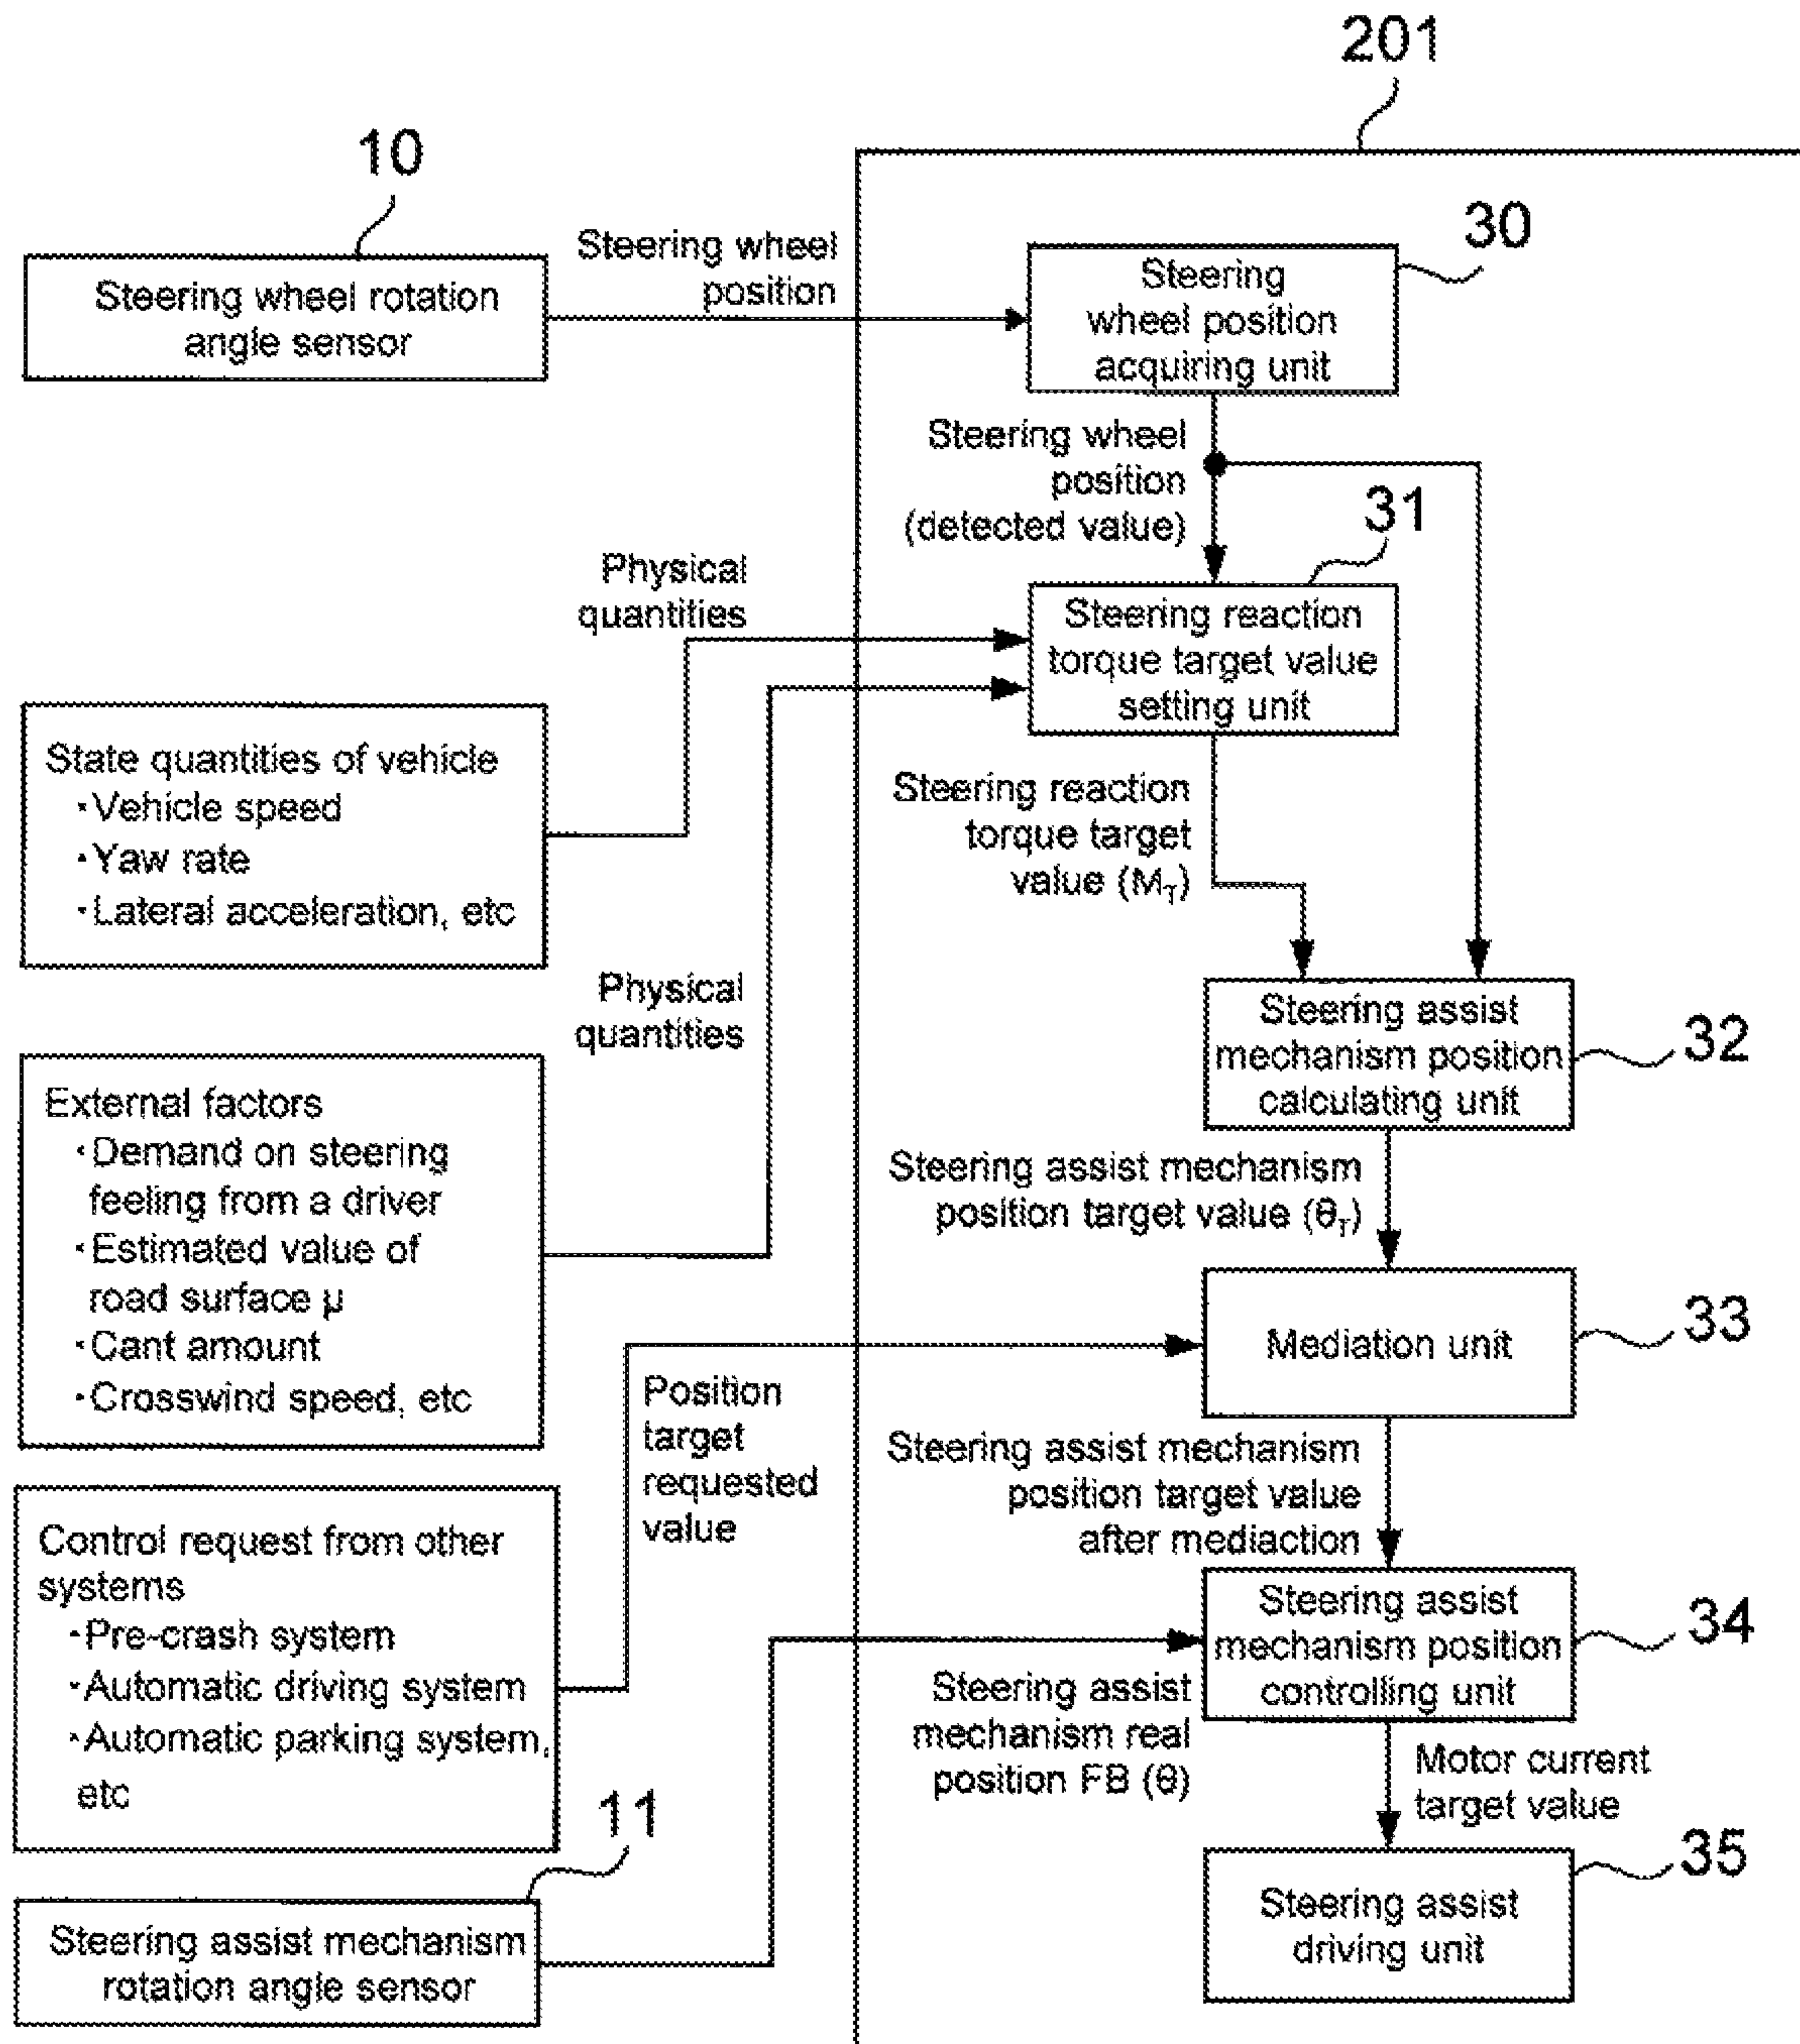 201
10
Steering wheel rotation
angle sensor
Steering wheel
position
30
Steering
wheel position
acquiring unit
Steering wheel
position
(detected value)
31
Physical
quantities
Steering reaction
torque target value
setting unit
State quantities of vehicle
·Vehicle speed
·Yaw rate
·Lateral acceleration, etc
Steering reaction
torque target
value (M_T)
Physical
quantities
Steering assist
mechanism position
calculating unit
32
External factors
·Demand on steering
feeling from a driver
·Estimated value of
road surface μ
·Cant amount
·Crosswind speed, etc
Steering assist mechanism
position target value (θ_T)
Mediation unit
33
Position
target
requested
value
Steering assist mechanism
position target value
after mediaction
Control request from other
systems
·Pre-crash system
·Automatic driving system
·Automatic parking system,
etc
Steering assist
mechanism position
controlling unit
34
Steering assist
mechanism real
position FB (θ)
Motor current
target value
11
Steering assist mechanism
rotation angle sensor
35
Steering assist
driving unit